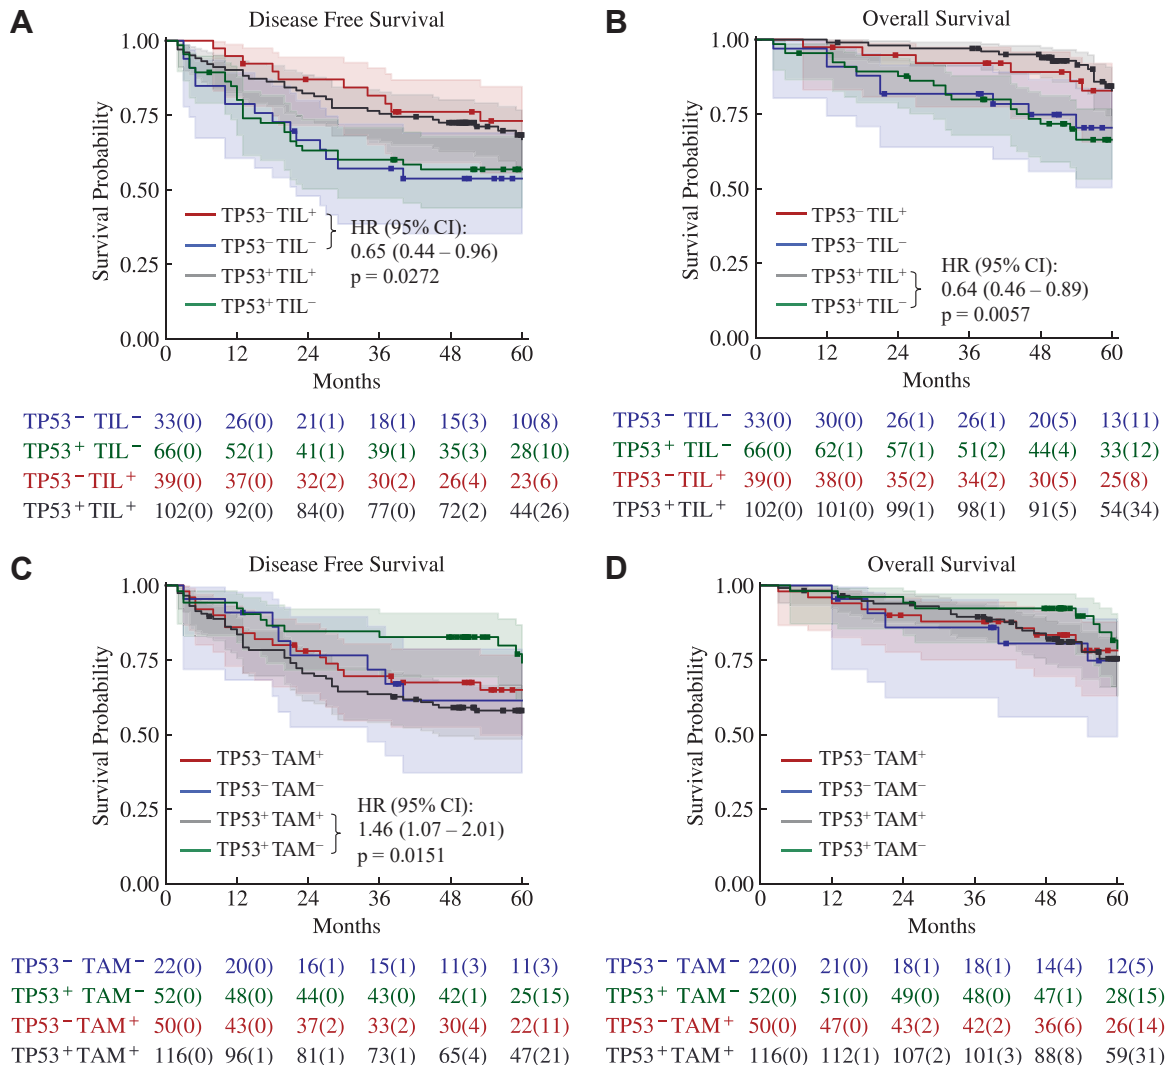 A
Disease Free Survival
1.00
0.75
0.50
0.25
0.00
Survival Probability
TP53⁻ TIL⁺
TP53⁻ TIL⁻
TP53⁺ TIL⁺
TP53⁺ TIL⁻
HR (95% CI):
0.65 (0.44 – 0.96)
p = 0.0272
0 12 24 36 48 60
Months
TP53⁻ TIL⁻ 33(0) 26(0) 21(1) 18(1) 15(3) 10(8)
TP53⁺ TIL⁻ 66(0) 52(1) 41(1) 39(1) 35(3) 28(10)
TP53⁻ TIL⁺ 39(0) 37(0) 32(2) 30(2) 26(4) 23(6)
TP53⁺ TIL⁺ 102(0) 92(0) 84(0) 77(0) 72(2) 44(26)
B
Overall Survival
1.00
0.75
0.50
0.25
0.00
Survival Probability
TP53⁻ TIL⁺
TP53⁻ TIL⁻
TP53⁺ TIL⁺
TP53⁺ TIL⁻
HR (95% CI):
0.64 (0.46 – 0.89)
p = 0.0057
0 12 24 36 48 60
Months
TP53⁻ TIL⁻ 33(0) 30(0) 26(1) 26(1) 20(5) 13(11)
TP53⁺ TIL⁻ 66(0) 62(1) 57(1) 51(2) 44(4) 33(12)
TP53⁻ TIL⁺ 39(0) 38(0) 35(2) 34(2) 30(5) 25(8)
TP53⁺ TIL⁺ 102(0) 101(0) 99(1) 98(1) 91(5) 54(34)
C
Disease Free Survival
1.00
0.75
0.50
0.25
0.00
Survival Probability
TP53⁻ TAM⁺
TP53⁻ TAM⁻
TP53⁺ TAM⁺
TP53⁺ TAM⁻
HR (95% CI):
1.46 (1.07 – 2.01)
p = 0.0151
0 12 24 36 48 60
Months
TP53⁻ TAM⁻ 22(0) 20(0) 16(1) 15(1) 11(3) 11(3)
TP53⁺ TAM⁻ 52(0) 48(0) 44(0) 43(0) 42(1) 25(15)
TP53⁻ TAM⁺ 50(0) 43(0) 37(2) 33(2) 30(4) 22(11)
TP53⁺ TAM⁺ 116(0) 96(1) 81(1) 73(1) 65(4) 47(21)
D
Overall Survival
1.00
0.75
0.50
0.25
0.00
Survival Probability
TP53⁻ TAM⁺
TP53⁻ TAM⁻
TP53⁺ TAM⁺
TP53⁺ TAM⁻
0 12 24 36 48 60
Months
TP53⁻ TAM⁻ 22(0) 21(0) 18(1) 18(1) 14(4) 12(5)
TP53⁺ TAM⁻ 52(0) 51(0) 49(0) 48(0) 47(1) 28(15)
TP53⁻ TAM⁺ 50(0) 47(0) 43(2) 42(2) 36(6) 26(14)
TP53⁺ TAM⁺ 116(0) 112(1) 107(2) 101(3) 88(8) 59(31)